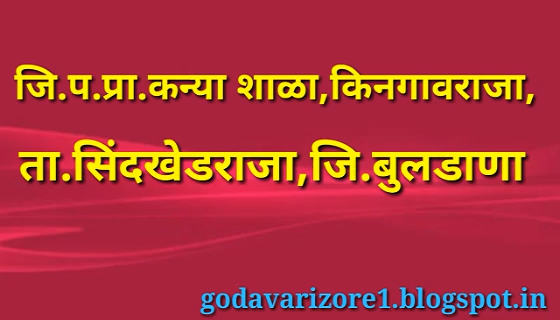 जि.प.प्रा.कन्या शाळा,किनगावराजा,
ता.सिंदखेडराजा,जि.बुलडाणा
godavarizore1.blogspot.in